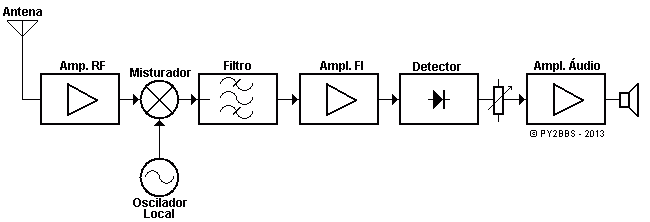 Antena
Amp. RF
Misturador
Filtro
Ampl. FI
Detector
Ampl. Áudio
© PY2BBS - 2013
Oscilador
Local